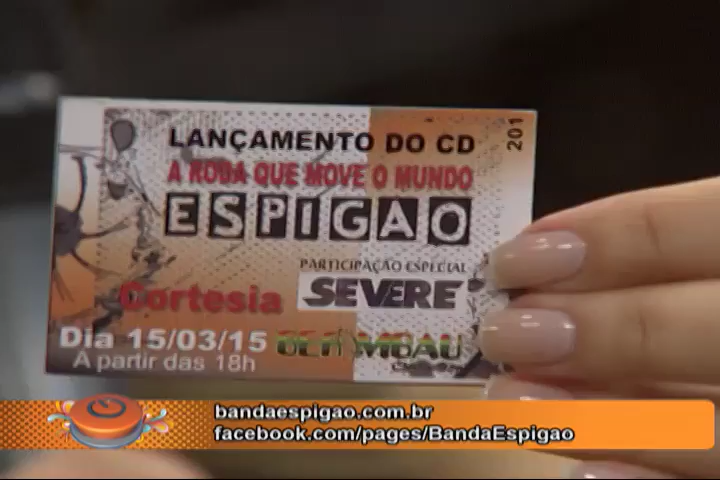 LANÇAMENTO DO CD
201
A RODA QUE MOVE O MUNDO
ESPIGAO
PARTICIPAÇÃO ESPECIAL
SEVERE
Cortesia
Dia 15/03/15
A partir das 18h
bandaespigao.com.br
facebook.com/pages/BandaEspigao